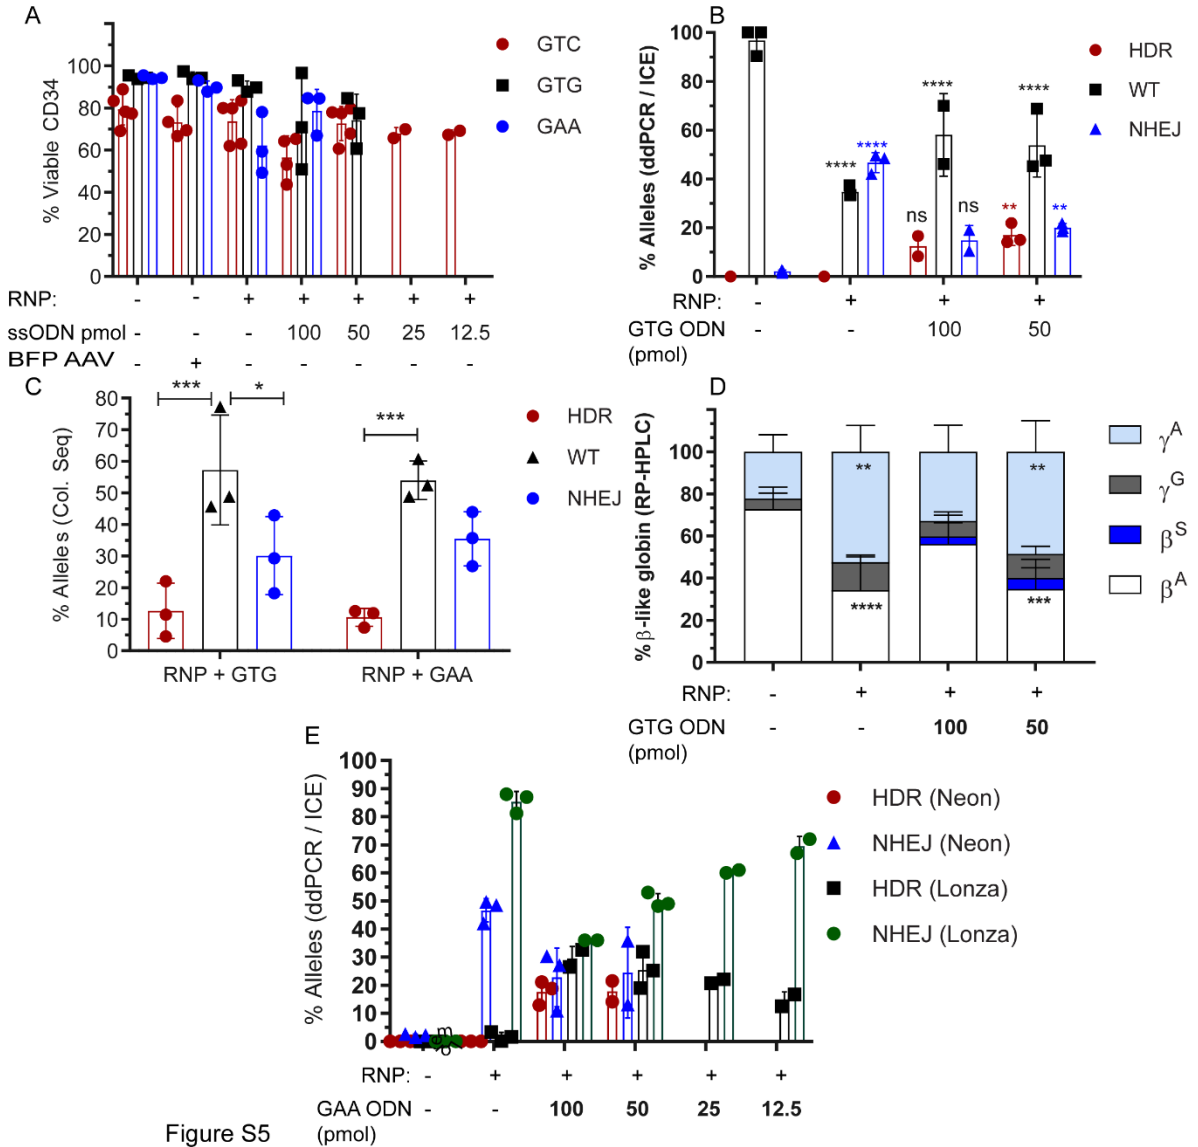 A
% Viable CD34
100
80
60
40
20
0
GTC
GTG
GAA
RNP: - - + + + + +
ssODN pmol - - - 100 50 25 12.5
BFP AAV - + - - - - -
B
% Alleles (ddPCR / ICE)
100
80
60
40
20
0
**** **** ns **** ns ** **** **
HDR
WT
NHEJ
RNP: - + + +
GTG ODN - - 100 50
(pmol)
C
% Alleles (Col. Seq)
80
70
60
50
40
30
20
10
0
*** * ***
HDR
WT
NHEJ
RNP + GTG RNP + GAA
D
%β-like globin (RP-HPLC)
100
80
60
40
20
0
** **
**** ***
γA
γG
βS
βA
RNP: - + + +
GTG ODN - - 100 50
(pmol)
E
% Alleles (ddPCR / ICE)
100
90
80
70
60
50
40
30
20
10
0
HDR (Neon)
NHEJ (Neon)
HDR (Lonza)
NHEJ (Lonza)
RNP: - + + + + +
GAA ODN - - 100 50 25 12.5
(pmol)
Figure S5